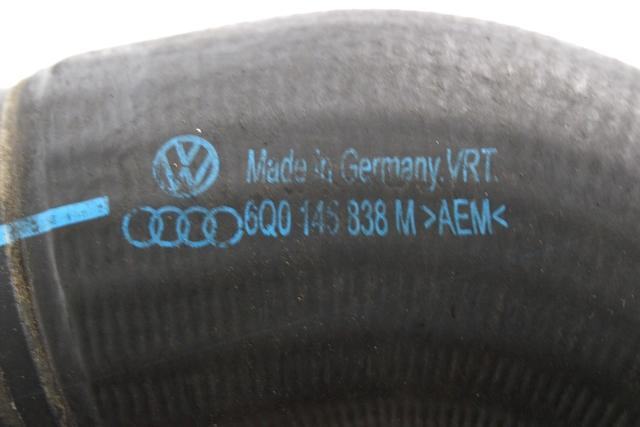 Made in Germany.VRT.
6Q0 145 838 M >AEM<